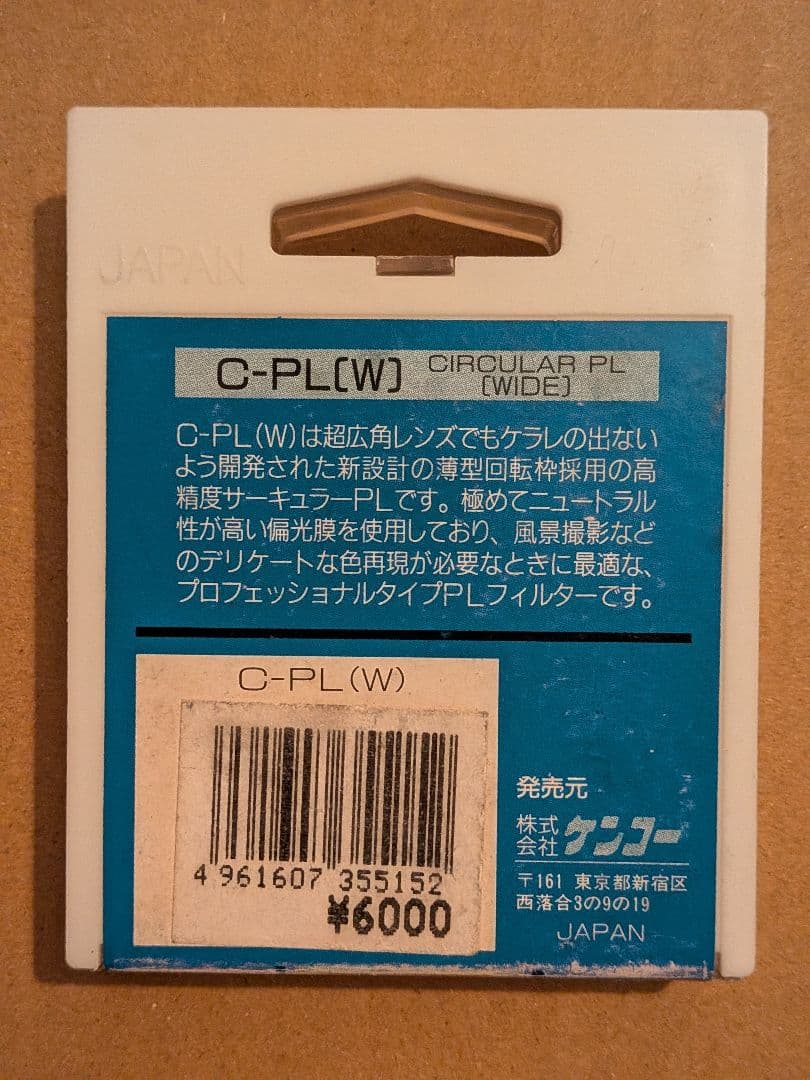 JAPAN
C-PL[W] CIRCULAR PL [WIDE]
C-PL(W)は超広角レンズでもケラレの出ない
よう開発された新設計の薄型回転枠採用の高
精度サーキュラーPLです。極めてニュートラル
性が高い偏光膜を使用しており、風景撮影など
のデリケートな色再現が必要なときに最適な、
プロフェッショナルタイプPLフィルターです。
C-PL(W)
4 961607 355152
¥6000
発売元
株式会社 ケンコー
〒161 東京都新宿区
西落合3の9の19
JAPAN